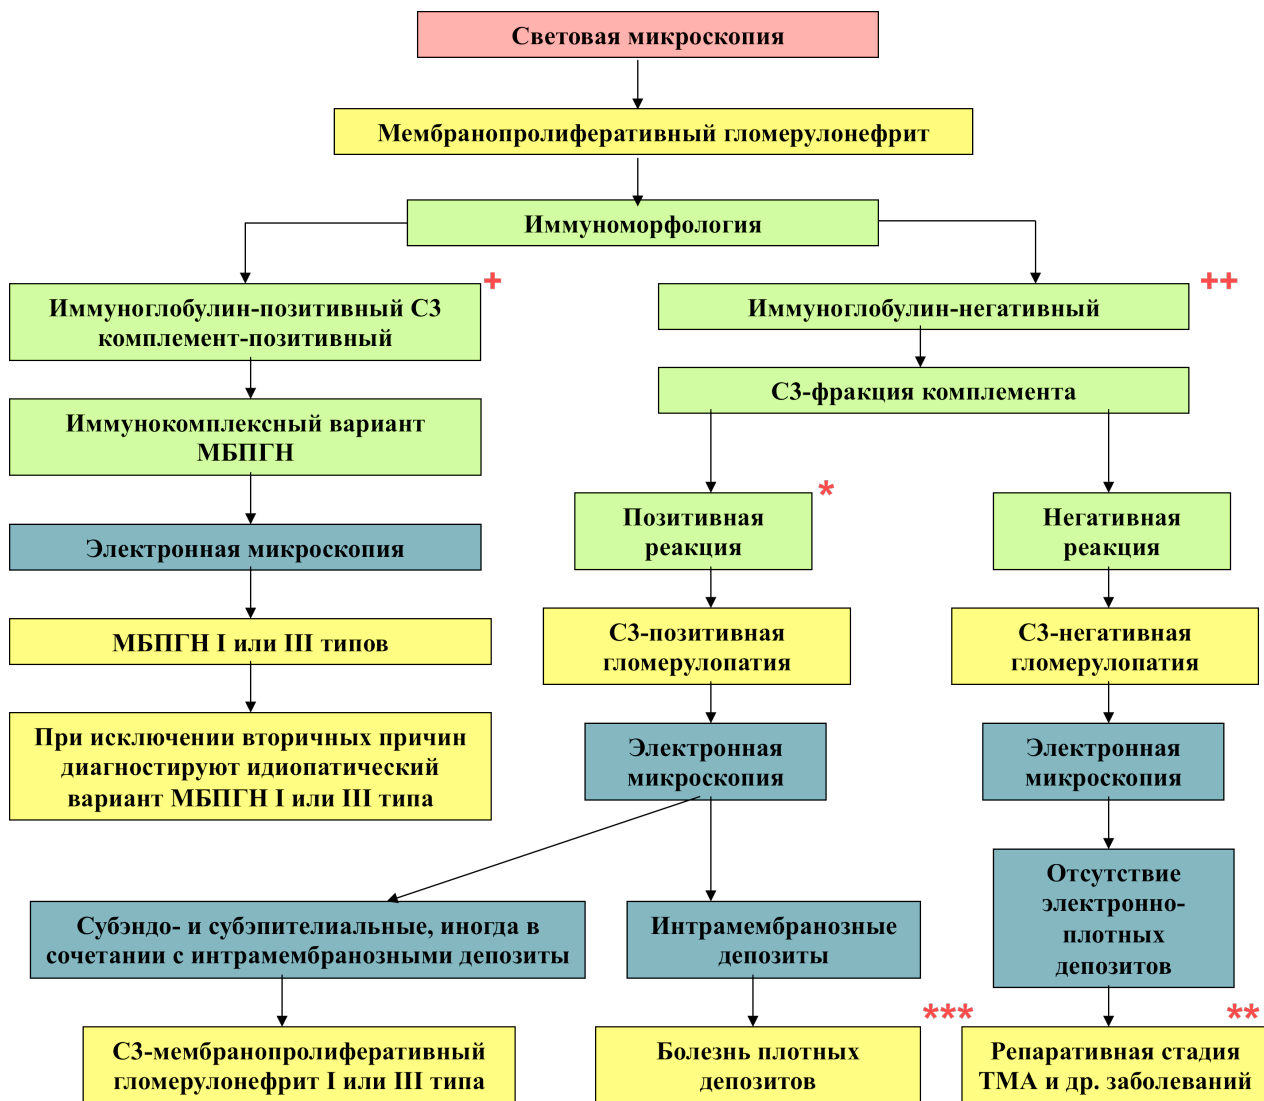 Световая микроскопия
Мембранопролиферативный гломерулонефрит
Иммуноморфология
+
Иммуноглобулин-позитивный С3
комплемент-позитивный
++
Иммуноглобулин-негативный
С3-фракция комплемента
Иммунокомплексный вариант
МБПГН
*
Позитивная
реакция
Негативная
реакция
Электронная микроскопия
МБПГН I или III типов
С3-позитивная
гломерулопатия
С3-негативная
гломерулопатия
При исключении вторичных причин
диагностируют идиопатический
вариант МБПГН I или III типа
Электронная
микроскопия
Электронная
микроскопия
Субэндо- и субэпителиальные, иногда в
сочетании с интрамембранозными депозиты
Интрамембранозные
депозиты
Отсутствие
электронно-
плотных
депозитов
С3-мембранопролиферативный
гломерулонефрит I или III типа
***
Болезнь плотных
депозитов
**
Репаративная стадия
ТМА и др. заболеваний